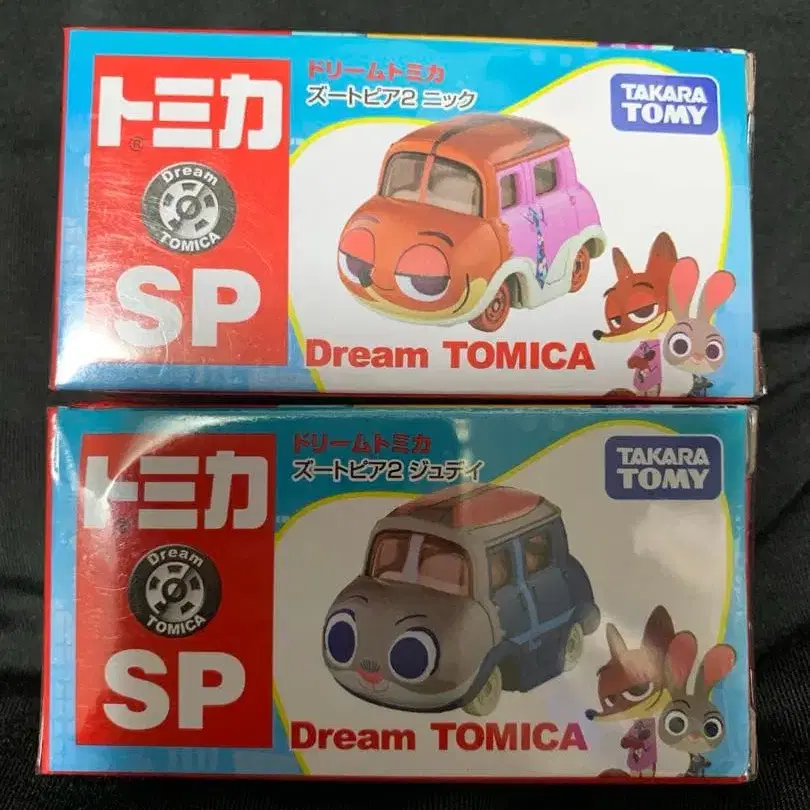 トミカ
®
Dream
TOMICA
SP
ドリームトミカ
ズートピア2 ニック
TAKARA
TOMY
Dream TOMICA
トミカ
®
Dream
TOMICA
SP
ドリームトミカ
ズートピア2 ジュディ
TAKARA
TOMY
Dream TOMICA